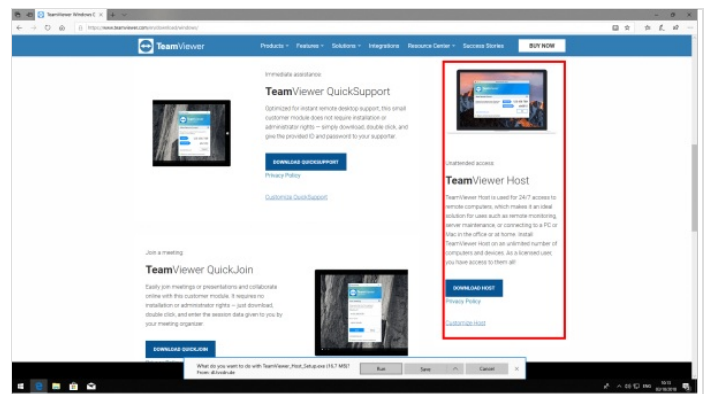 TeamViewer Windows D
https://www.teamviewer.com/en/download/windows/
TeamViewer
Products
Features
Solutions
Integrations
Resource Center
Success Stories
BUY NOW
Immediate assistance:
TeamViewer QuickSupport
Optimized for instant remote desktop support, this small
customer module does not require installation or
administrator rights — simply download, double click, and
give the provided ID and password to your supporter.
DOWNLOAD QUICKSUPPORT
Privacy Policy
Customize QuickSupport
Unattended access:
TeamViewer Host
TeamViewer Host is used for 24/7 access to
remote computers, which makes it an ideal
solution for uses such as remote monitoring,
server maintenance, or connecting to a PC or
Mac in the office or at home. Install
TeamViewer Host on an unlimited number of
computers and devices. As a licensed user,
you have access to them all!
DOWNLOAD HOST
Privacy Policy
Customize Host
Join a meeting:
TeamViewer QuickJoin
Easily join meetings or presentations and collaborate
online with this customer module. It requires no
installation or administrator rights — just download,
double click, and enter the session data given to you by
your meeting organizer.
DOWNLOAD QUICKJOIN
What do you want to do with TeamViewer_Host_Setup.exe (16.7 MB)?
Run
Save
Cancel